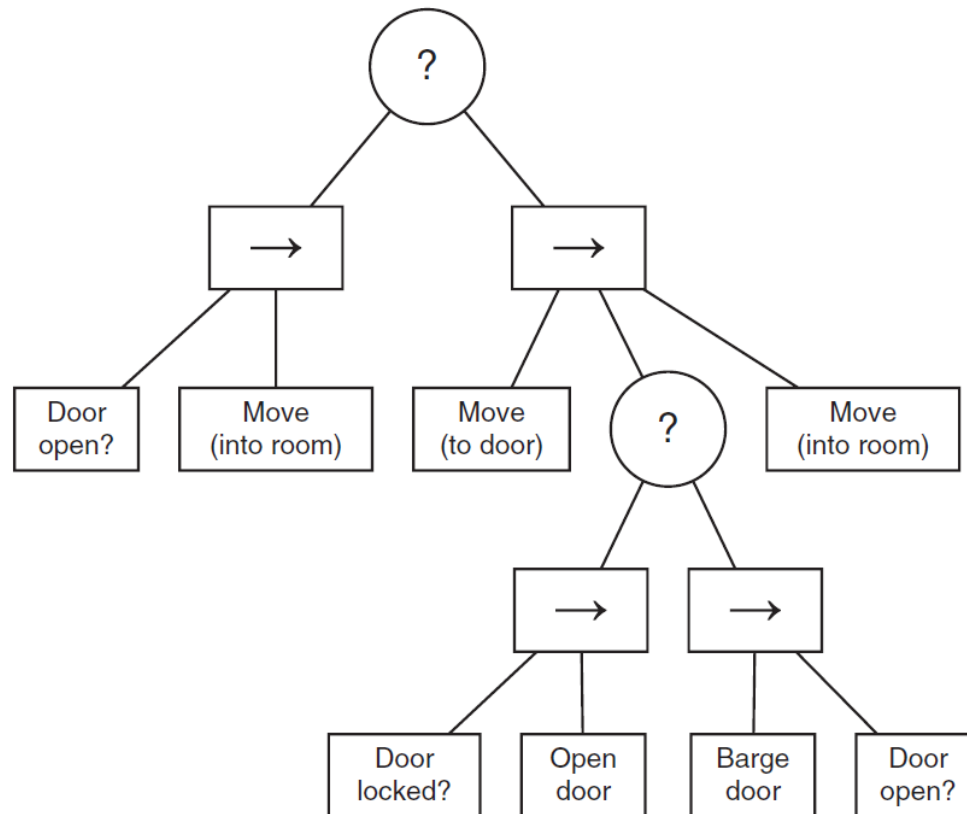 ?
→ →
Door Move Move ? Move
open? (into room) (to door) (into room)
→ →
Door Open Barge Door
locked? door door open?